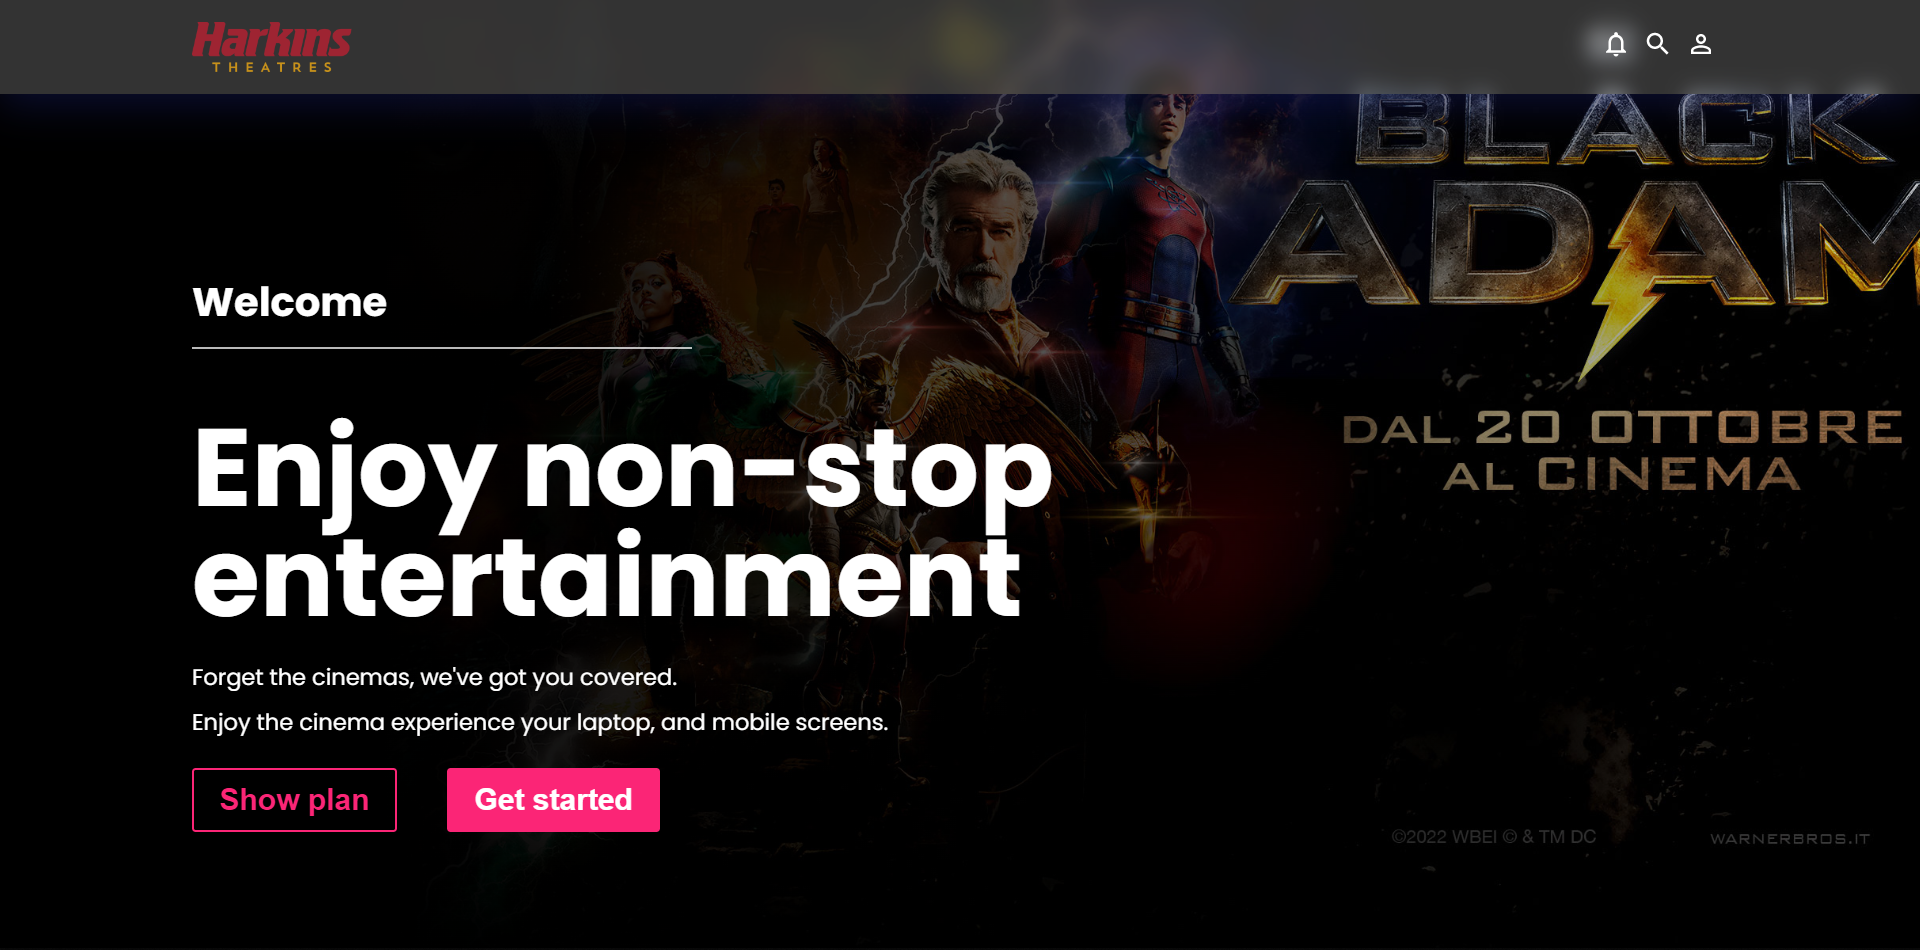 Harkins
THEATRES
BLACK
ADAM
Welcome
DAL 20 OTTOBRE
AL CINEMA
Enjoy non-stop
entertainment
Forget the cinemas, we've got you covered.
Enjoy the cinema experience your laptop, and mobile screens.
Show plan
Get started
©2022 WBEI © & TM DC
WARNERBROS.IT